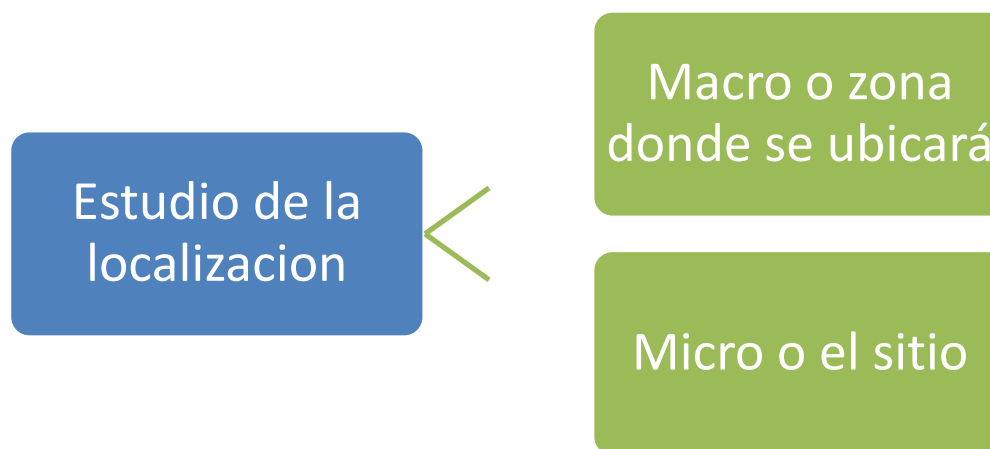 Estudio de la
localizacion
Macro o zona
donde se ubicará
Micro o el sitio